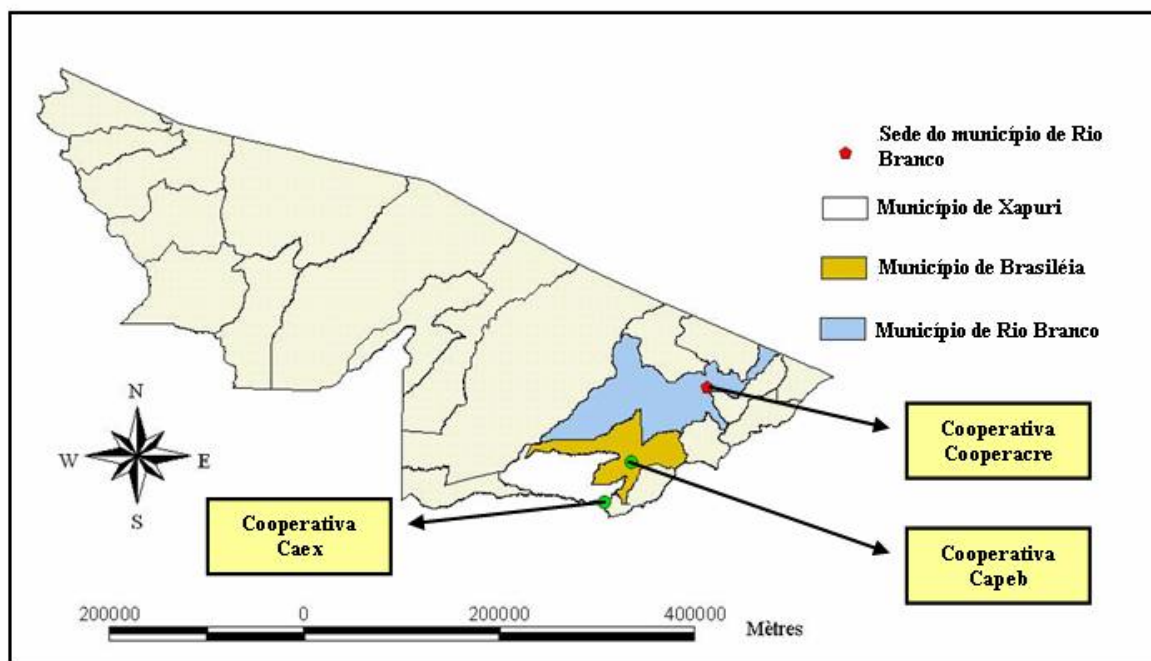 Sede do município de Rio
Branco
Município de Xapuri
Município de Brasiléia
Município de Rio Branco
N
W
E
S
Cooperativa
Cooperacre
Cooperativa
Caex
Cooperativa
Capeb
200000
0
200000
400000
Mètres